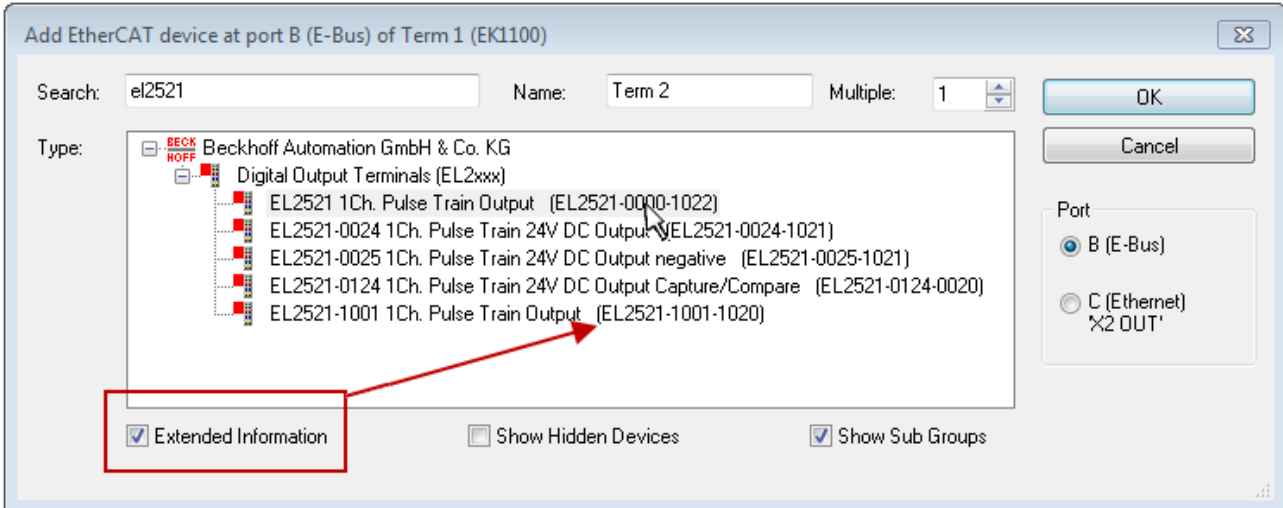 Add EtherCAT device at port B (E-Bus) of Term 1 (EK1100)
Search: el2521 Name: Term 2 Multiple: 1 OK
Type: BECKHOFF Beckhoff Automation GmbH & Co. KG Cancel
Digital Output Terminals (EL2xxx)
EL2521 1Ch. Pulse Train Output (EL2521-0000-1022)
EL2521-0024 1Ch. Pulse Train 24V DC Output (EL2521-0024-1021)
EL2521-0025 1Ch. Pulse Train 24V DC Output negative (EL2521-0025-1021)
EL2521-0124 1Ch. Pulse Train 24V DC Output Capture/Compare (EL2521-0124-0020)
EL2521-1001 1Ch. Pulse Train Output (EL2521-1001-1020)
Port
B (E-Bus)
C (Ethernet)
'X2 OUT'
Extended Information Show Hidden Devices Show Sub Groups